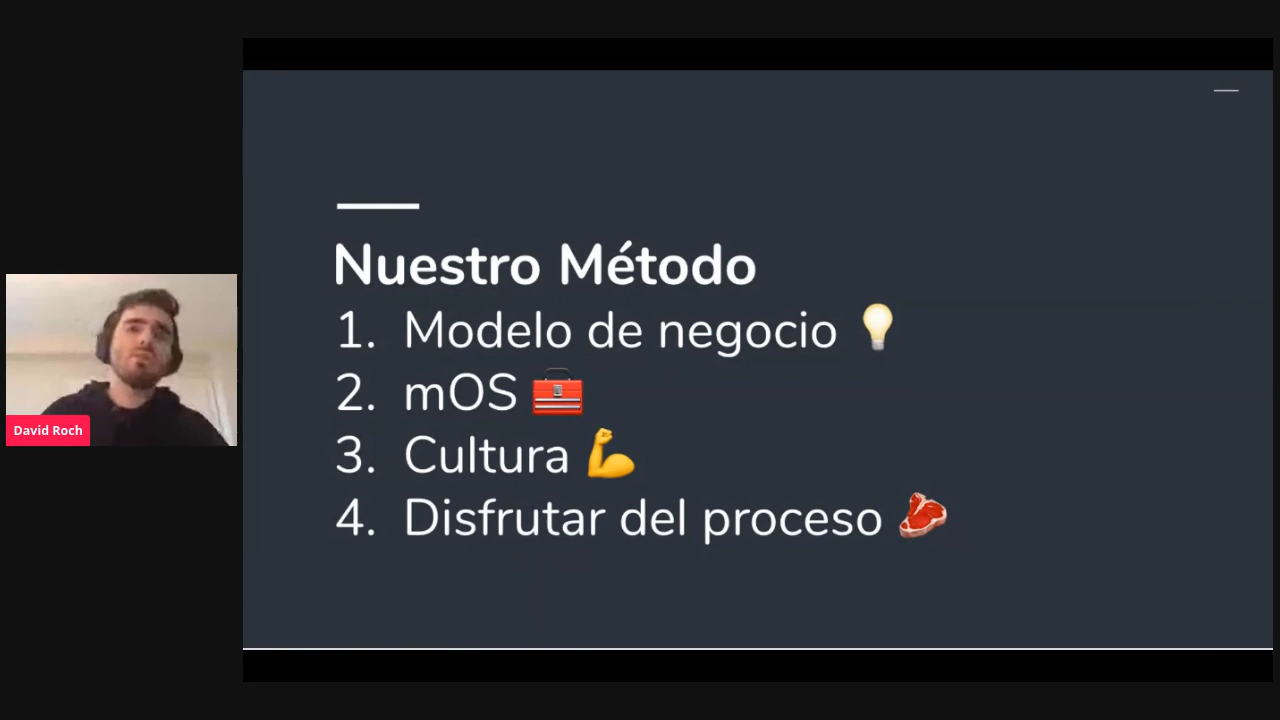 Nuestro Método
1. Modelo de negocio 💡
2. mOS 🧰
3. Cultura 💪
4. Disfrutar del proceso 🥩
David Roch